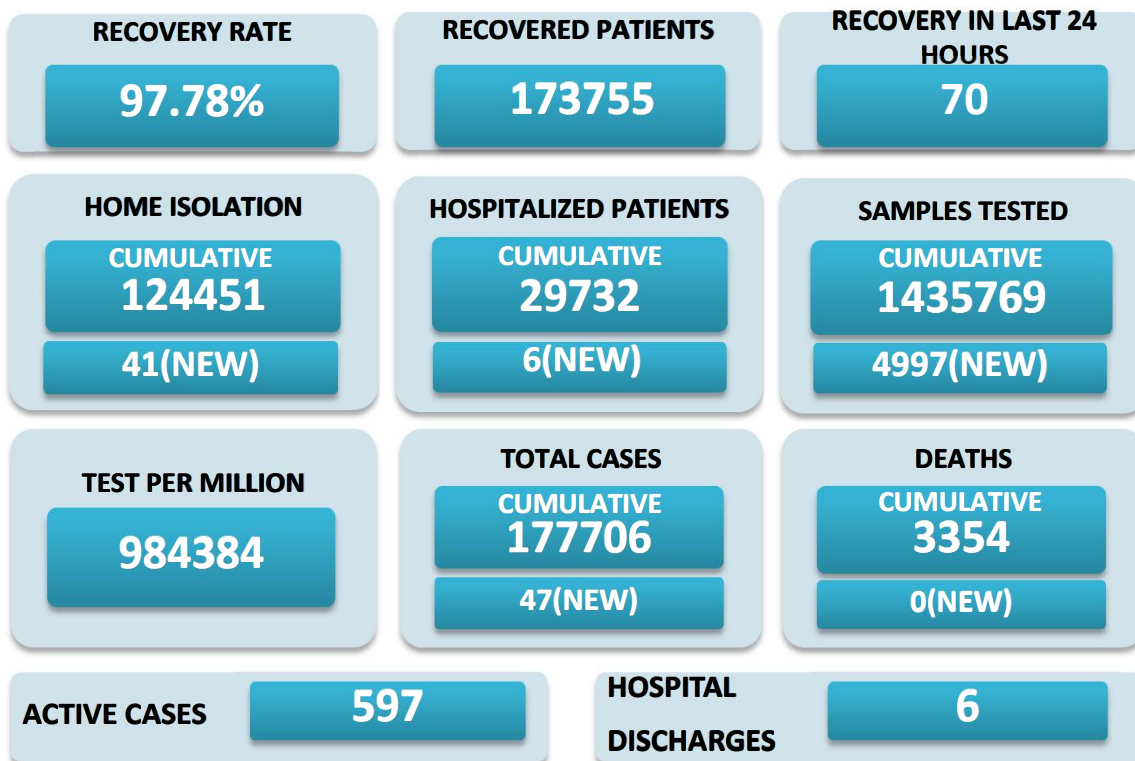 RECOVERY RATE
97.78%
RECOVERED PATIENTS
173755
RECOVERY IN LAST 24
HOURS
70
HOME ISOLATION
CUMULATIVE
124451
41(NEW)
HOSPITALIZED PATIENTS
CUMULATIVE
29732
6(NEW)
SAMPLES TESTED
CUMULATIVE
1435769
4997(NEW)
TEST PER MILLION
984384
TOTAL CASES
CUMULATIVE
177706
47(NEW)
DEATHS
CUMULATIVE
3354
0(NEW)
ACTIVE CASES
597
HOSPITAL
DISCHARGES
6